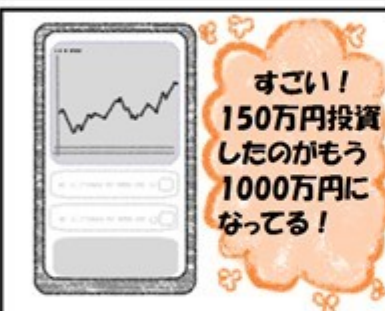 すごい！
150万円投資
したのがもう
1000万円に
なってる！